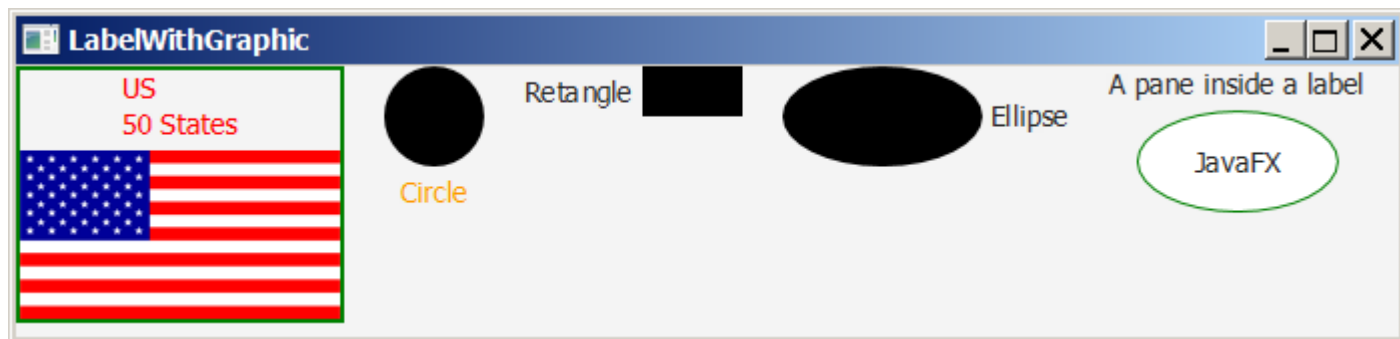 LabelWithGraphic
US
50 States
Circle
Retangle
Ellipse
A pane inside a label
JavaFX